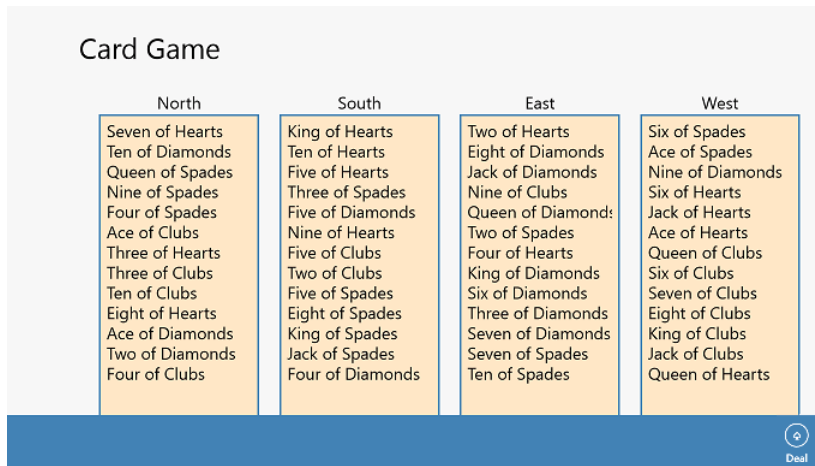 Card Game
North
Seven of Hearts
Ten of Diamonds
Queen of Spades
Nine of Spades
Four of Spades
Ace of Clubs
Three of Hearts
Three of Clubs
Ten of Clubs
Eight of Hearts
Ace of Diamonds
Two of Diamonds
Four of Clubs
South
King of Hearts
Ten of Hearts
Five of Hearts
Three of Spades
Five of Diamonds
Nine of Hearts
Five of Clubs
Two of Clubs
Five of Spades
Eight of Spades
King of Spades
Jack of Spades
Four of Diamonds
East
Two of Hearts
Eight of Diamonds
Jack of Diamonds
Nine of Clubs
Queen of Diamonds
Two of Spades
Four of Hearts
King of Diamonds
Six of Diamonds
Three of Diamonds
Seven of Diamonds
Seven of Spades
Ten of Spades
West
Six of Spades
Ace of Spades
Nine of Diamonds
Six of Hearts
Jack of Hearts
Ace of Hearts
Queen of Clubs
Six of Clubs
Seven of Clubs
Eight of Clubs
King of Clubs
Jack of Clubs
Queen of Hearts
Deal